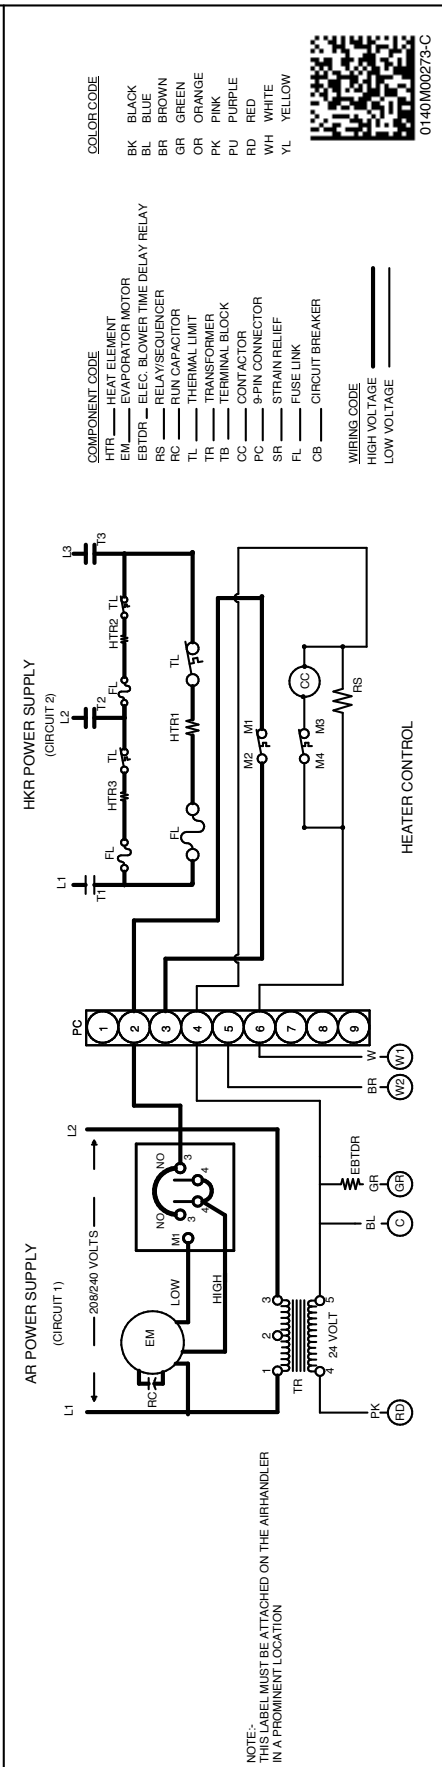 AR POWER SUPPLY
(CIRCUIT 1)
L1
208/240 VOLTS
L2
RC
EM
LOW
HIGH
M1
NO
3
4
NO
3
4
1
2
3
TR
4
24 VOLT
5
PK
RD
BL
C
EBTDR
GR
GR
BR
W2
W
W1
NOTE:-
THIS LABEL MUST BE ATTACHED ON THE AIRHANDLER
IN A PROMINENT LOCATION
PC
1
2
3
4
5
6
7
8
9
HKR POWER SUPPLY
(CIRCUIT 2)
L1
L2
L3
T1
T2
T3
FL
HTR3
TL
FL
HTR2
TL
FL
HTR1
TL
M2
M1
M4
M3
CC
RS
HEATER CONTROL
COMPONENT CODE
HTR HEAT ELEMENT
EM EVAPORATOR MOTOR
EBTDR ELEC. BLOWER TIME DELAY RELAY
RS RELAY/SEQUENCER
RC RUN CAPACITOR
TL THERMAL LIMIT
TR TRANSFORMER
TB TERMINAL BLOCK
CC CONTACTOR
PC 9-PIN CONNECTOR
SR STRAIN RELIEF
FL FUSE LINK
CB CIRCUIT BREAKER
WIRING CODE
HIGH VOLTAGE
LOW VOLTAGE
COLOR CODE
BK BLACK
BL BLUE
BR BROWN
GR GREEN
OR ORANGE
PK PINK
PU PURPLE
RD RED
WH WHITE
YL YELLOW
0140M00273-C